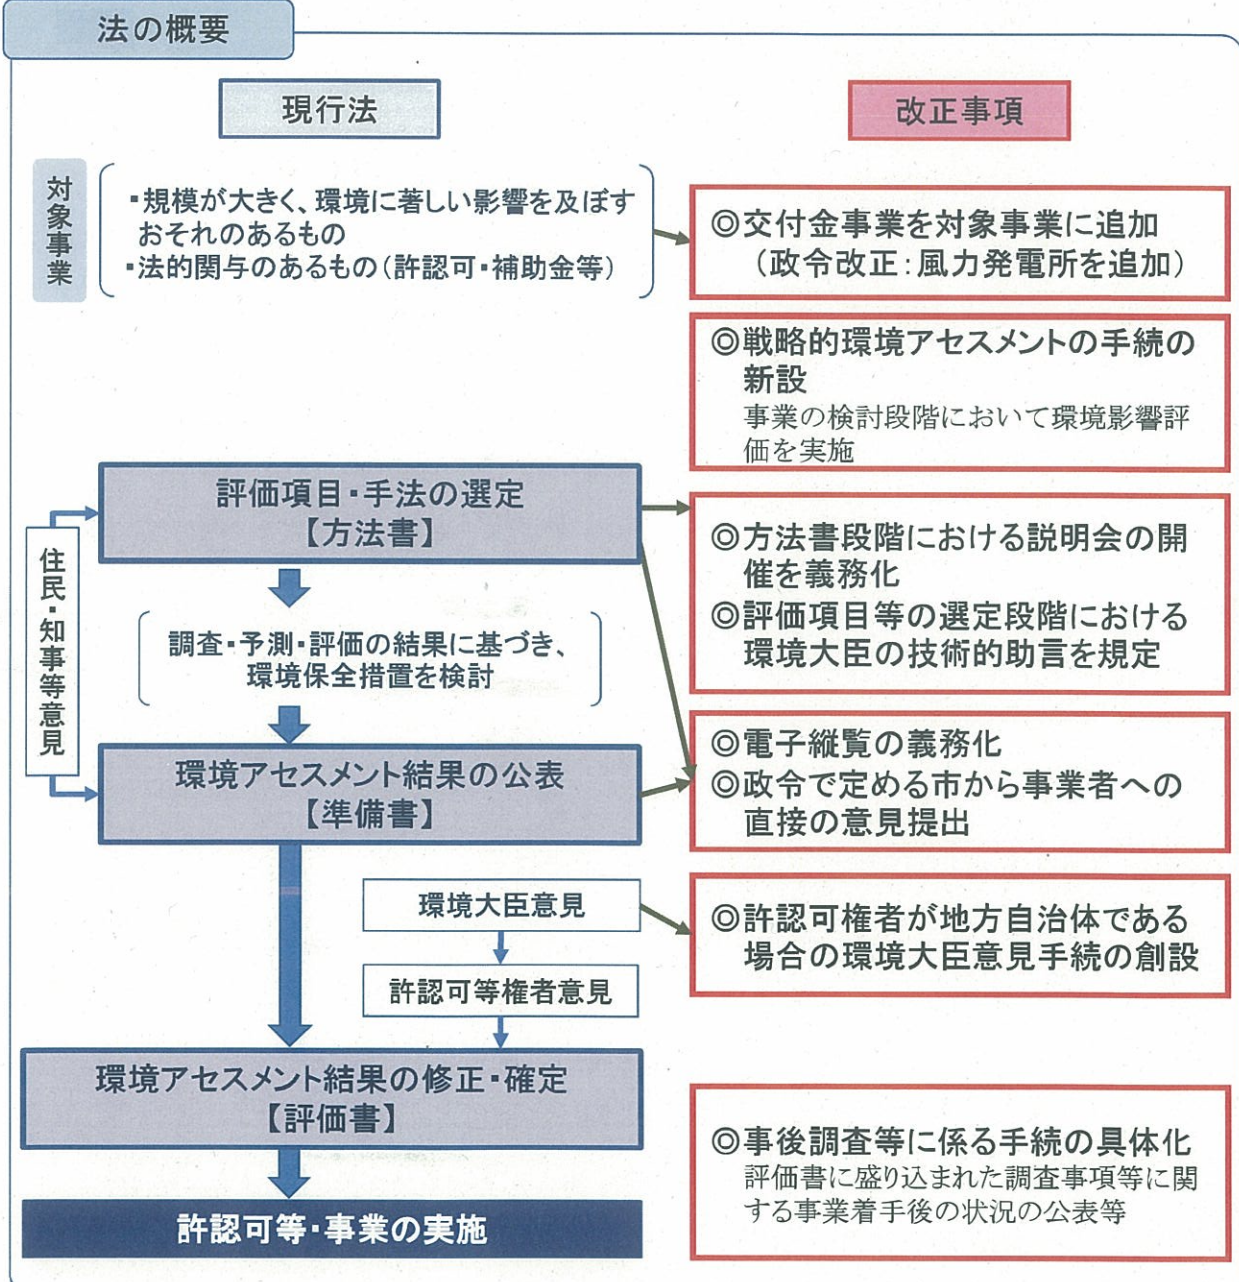 法の概要
現行法
改正事項
対象事業
・規模が大きく、環境に著しい影響を及ぼす
おそれのあるもの
・法的関与のあるもの(許認可・補助金等)
◎交付金事業を対象事業に追加
(政令改正:風力発電所を追加)
◎戦略的環境アセスメントの手続の
新設
事業の検討段階において環境影響評
価を実施
評価項目・手法の選定
【方法書】
◎方法書段階における説明会の開
催を義務化
◎評価項目等の選定段階における
環境大臣の技術的助言を規定
住民・知事等意見
調査・予測・評価の結果に基づき、
環境保全措置を検討
環境アセスメント結果の公表
【準備書】
◎電子縦覧の義務化
◎政令で定める市から事業者への
直接の意見提出
環境大臣意見
許認可等権者意見
◎許認可権者が地方自治体である
場合の環境大臣意見手続の創設
環境アセスメント結果の修正・確定
【評価書】
◎事後調査等に係る手続の具体化
評価書に盛り込まれた調査事項等に関
する事業着手後の状況の公表等
許認可等・事業の実施